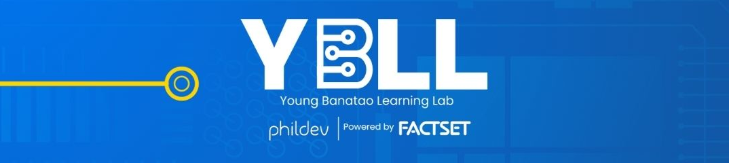 YBLL
Young Banatao Learning Lab
phildev Powered by FACTSET